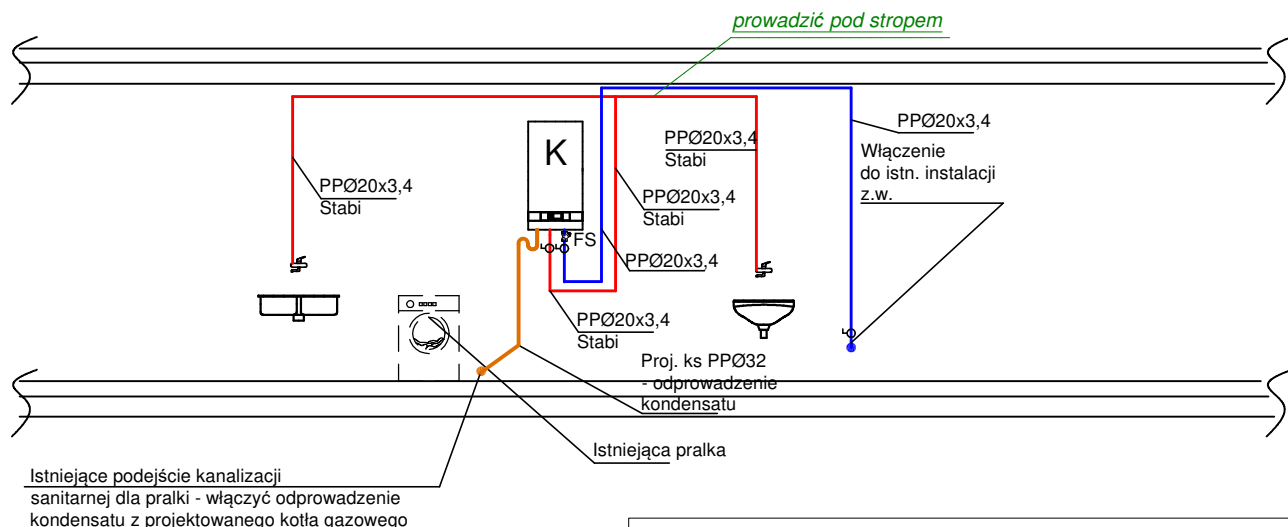 prowadzić pod stropem
PPØ20x3,4
Włączenie
do istn. instalacji
z.w.
PPØ20x3,4
Stabi
K
PPØ20x3,4
Stabi
PPØ20x3,4
Stabi
FS
PPØ20x3,4
PPØ20x3,4
Stabi
Proj. ks PPØ32
- odprowadzenie
kondensatu
Istniejąca pralka
Istniejące podejście kanalizacji
sanitarnej dla pralki - włączyć odprowadzenie
kondensatu z projektowanego kotła gazowego